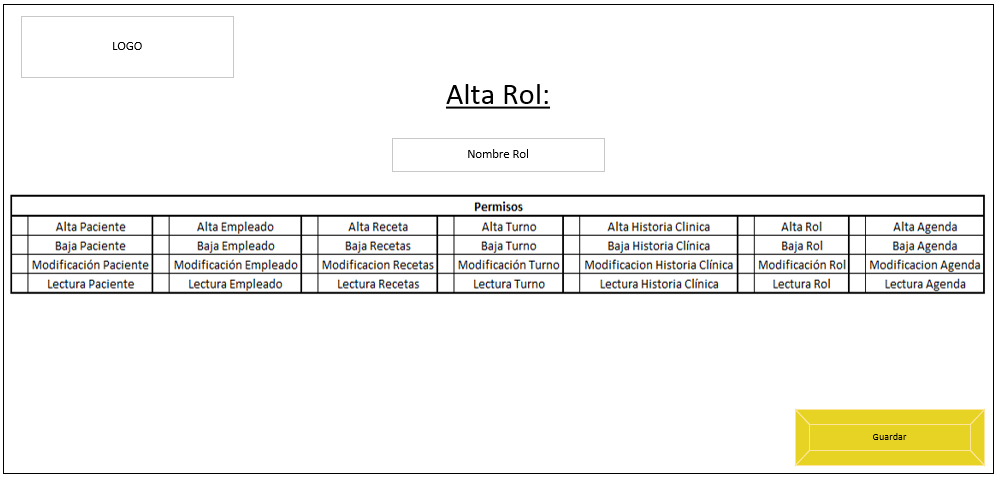 LOGO
Alta Rol:
Nombre Rol
Permisos
Alta Paciente Alta Empleado Alta Receta Alta Turno Alta Historia Clinica Alta Rol Alta Agenda
Baja Paciente Baja Empleado Baja Recetas Baja Turno Baja Historia Clínica Baja Rol Baja Agenda
Modificación Paciente Modificación Empleado Modificacion Recetas Modificación Turno Modificacion Historia Clínica Modificación Rol Modificacion Agenda
Lectura Paciente Lectura Empleado Lectura Recetas Lectura Turno Lectura Historia Clínica Lectura Rol Lectura Agenda
Guardar